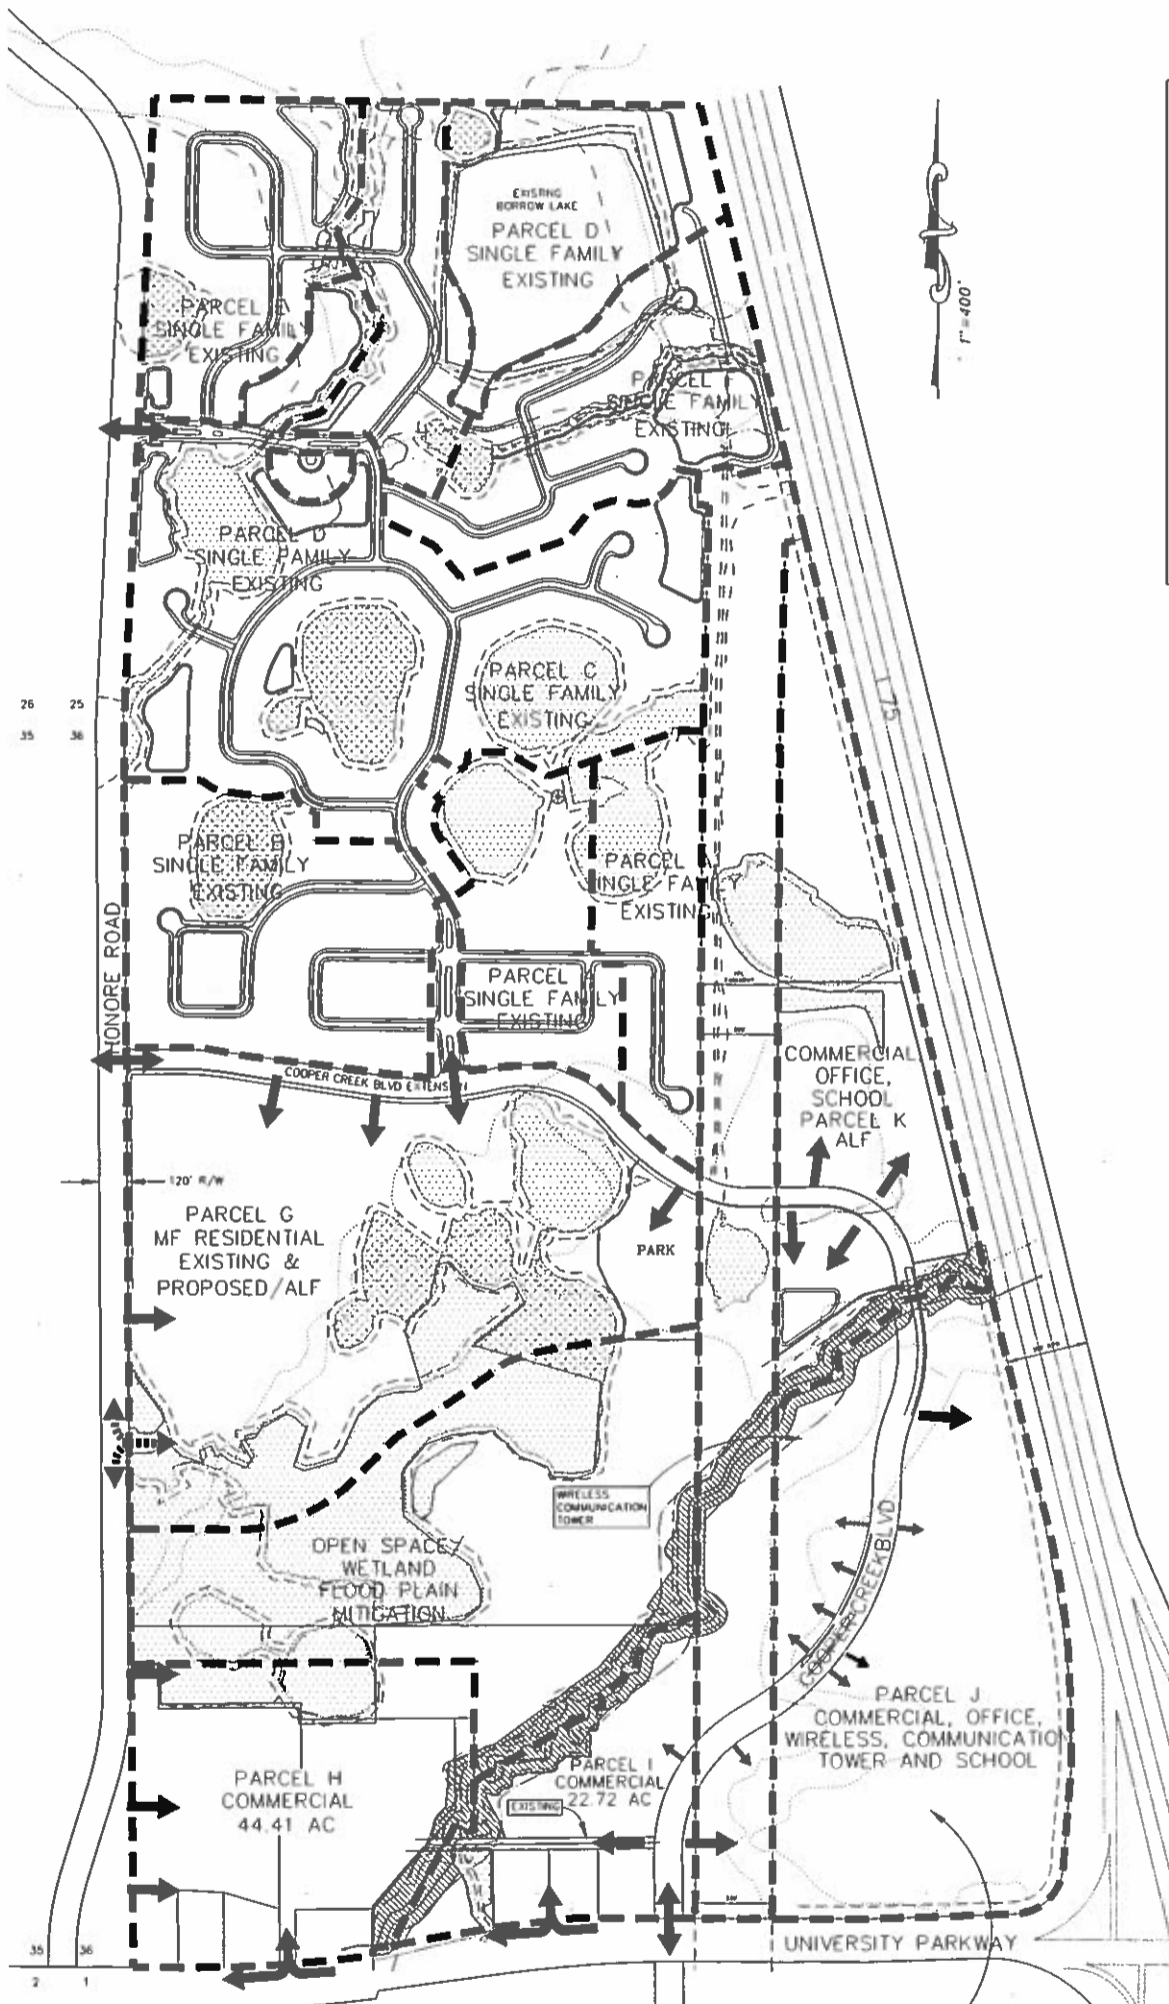 EXISTING
BORROW LAKE
PARCEL D
SINGLE FAMILY
EXISTING
1"=400'
PARCEL E
SINGLE FAMILY
EXISTING
PARCEL F
SINGLE FAMILY
EXISTING
PARCEL D
SINGLE FAMILY
EXISTING
I-75
PARCEL C
SINGLE FAMILY
EXISTING
26 25
35 36
PARCEL B
SINGLE FAMILY
EXISTING
PARCEL
SINGLE FAMILY
EXISTING
HONORE ROAD
PARCEL
SINGLE FAMILY
EXISTING
COMMERCIAL,
OFFICE,
SCHOOL
PARCEL K
ALF
COOPER CREEK BLVD EXTENSION
120' R/W
PARCEL G
MF RESIDENTIAL
EXISTING &
PROPOSED/ALF
PARK
WIRELESS
COMMUNICATION
TOWER
OPEN SPACE/
WETLAND
FLOOD PLAIN
MITIGATION
COOPER CREEK BLVD
PARCEL J
COMMERCIAL, OFFICE,
WIRELESS, COMMUNICATION
TOWER AND SCHOOL
PARCEL I
COMMERCIAL
22.72 AC
EXISTING
PARCEL H
COMMERCIAL
44.41 AC
UNIVERSITY PARKWAY
35 36
2 1